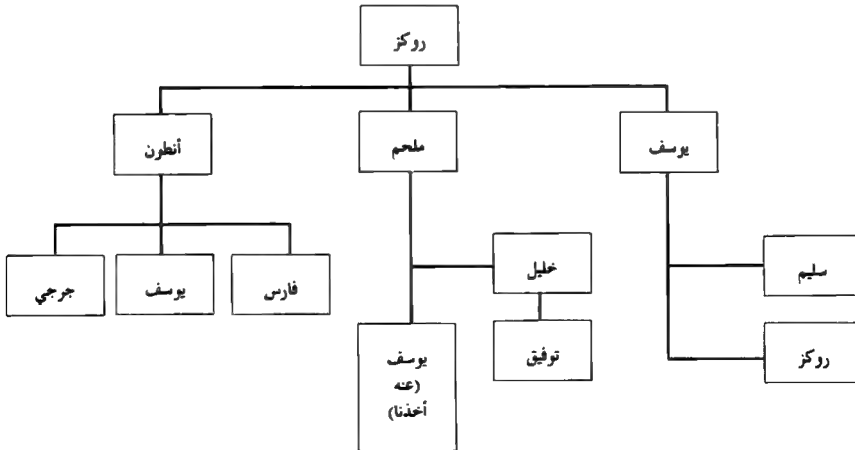 روكز
يوسف
ملحم
أنطون
سليم
خليل
فارس
يوسف
جرجي
روكز
توفيق
يوسف
(عنه
أخذنا)